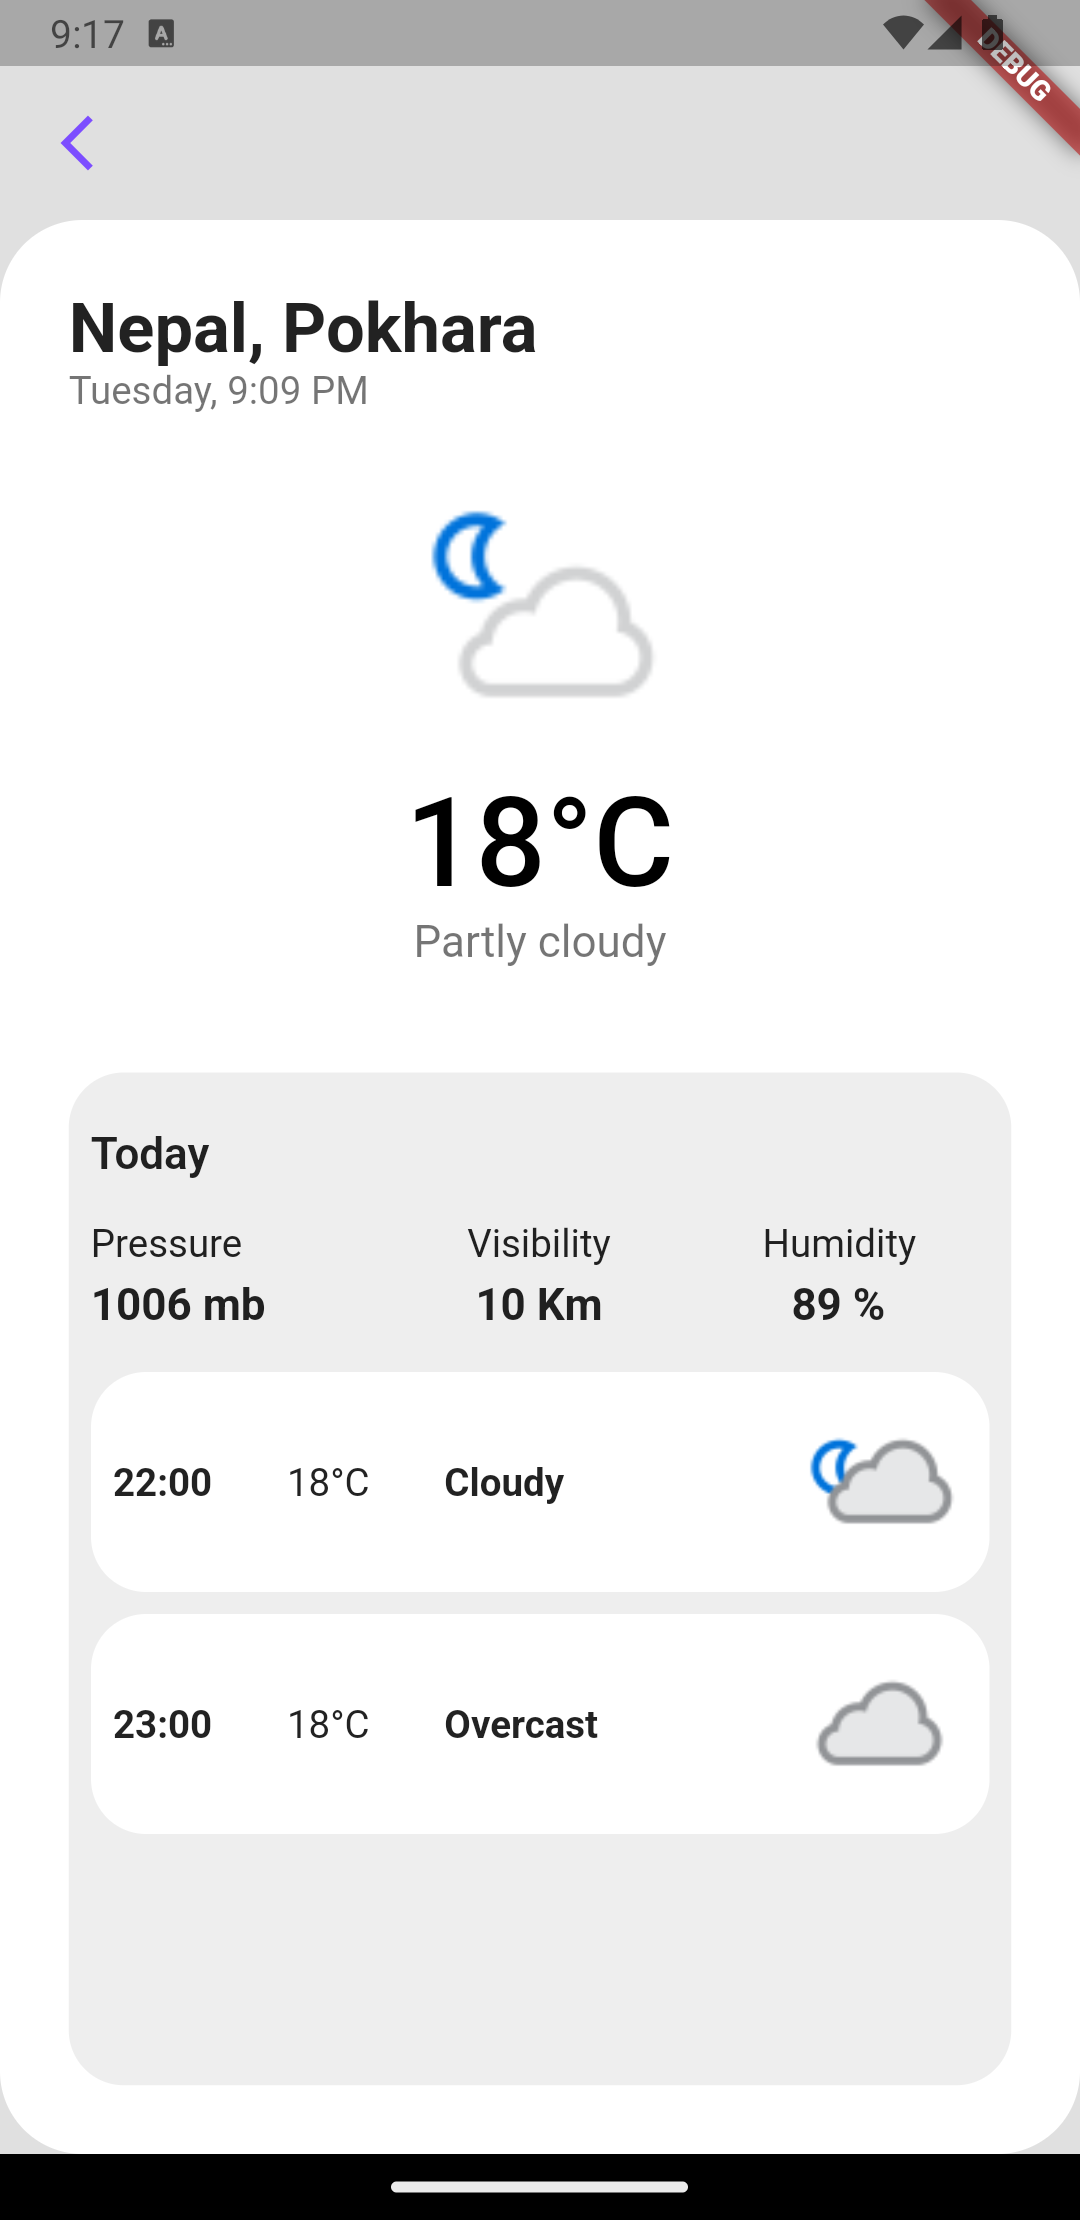 9:17 A
DEBUG
Nepal, Pokhara
Tuesday, 9:09 PM
18°C
Partly cloudy
Today
Pressure Visibility Humidity
1006 mb 10 Km 89 %
22:00 18°C Cloudy
23:00 18°C Overcast